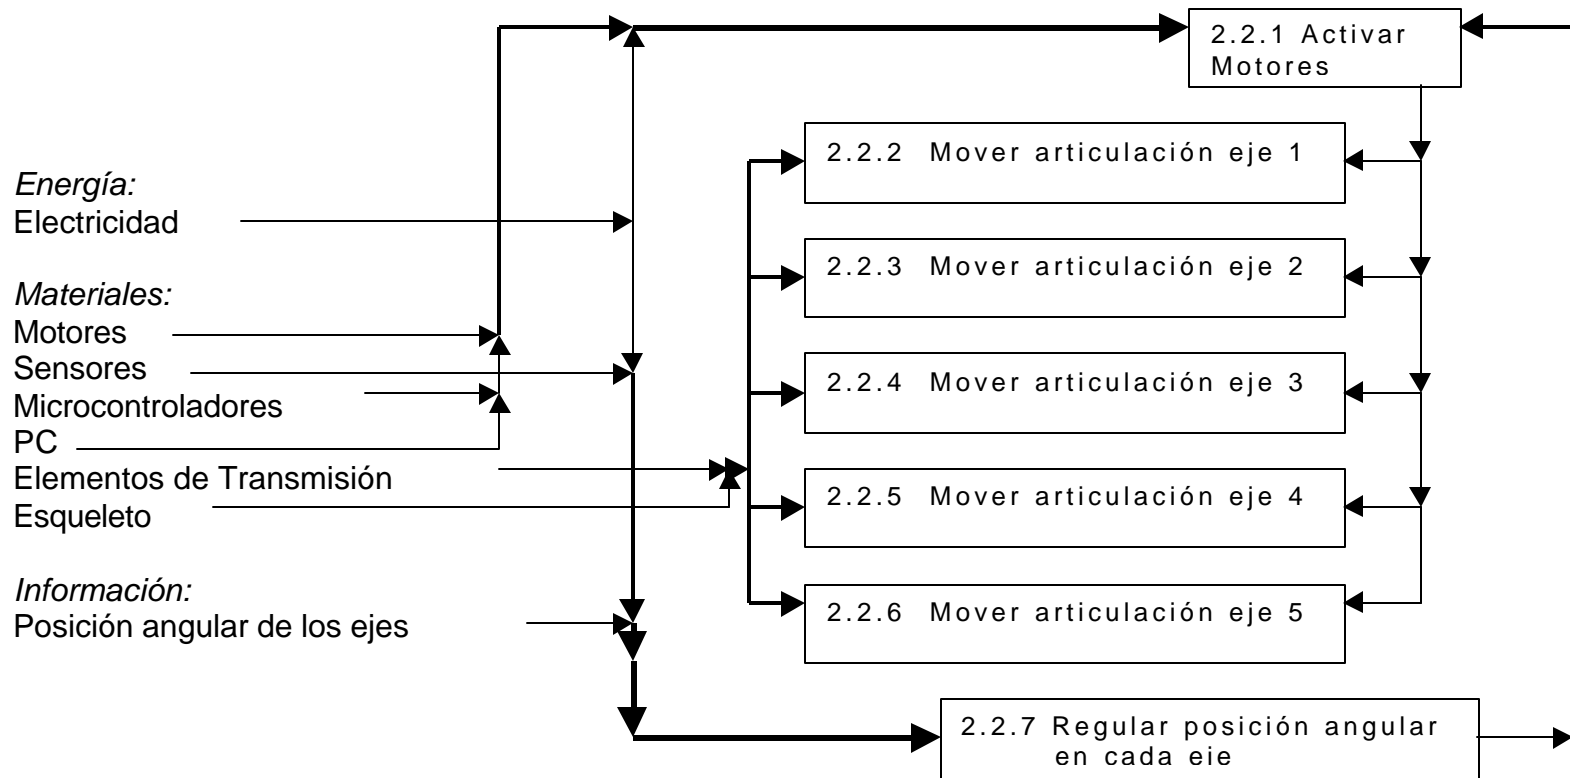 2.2.1 Activar
Motores
2.2.2 Mover articulación eje 1
Energía:
Electricidad
2.2.3 Mover articulación eje 2
Materiales:
Motores
Sensores
2.2.4 Mover articulación eje 3
Microcontroladores
PC
Elementos de Transmisión
2.2.5 Mover articulación eje 4
Esqueleto
Información:
Posición angular de los ejes
2.2.6 Mover articulación eje 5
2.2.7 Regular posición angular
en cada eje